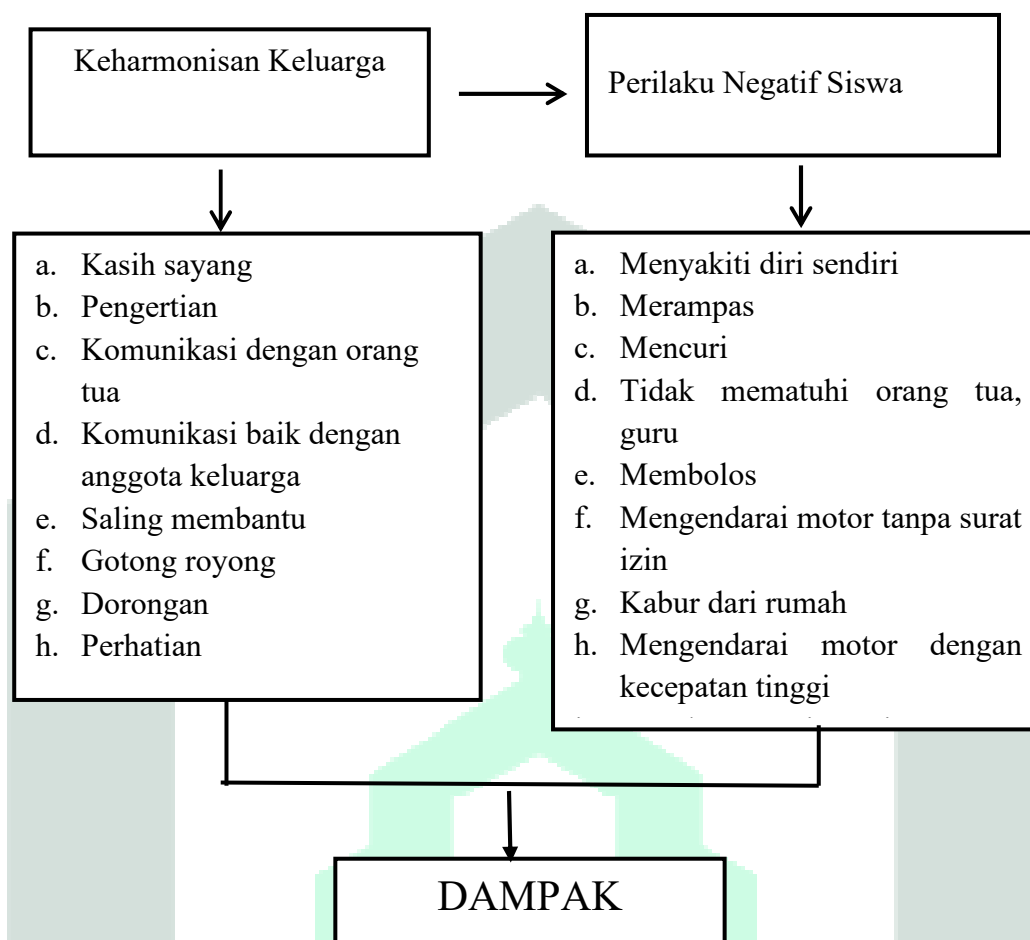 Keharmonisan Keluarga
Perilaku Negatif Siswa
a. Kasih sayang
b. Pengertian
c. Komunikasi dengan orang
tua
d. Komunikasi baik dengan
anggota keluarga
e. Saling membantu
f. Gotong royong
g. Dorongan
h. Perhatian
a. Menyakiti diri sendiri
b. Merampas
c. Mencuri
d. Tidak mematuhi orang tua,
guru
e. Membolos
f. Mengendarai motor tanpa surat
izin
g. Kabur dari rumah
h. Mengendarai motor dengan
kecepatan tinggi
DAMPAK